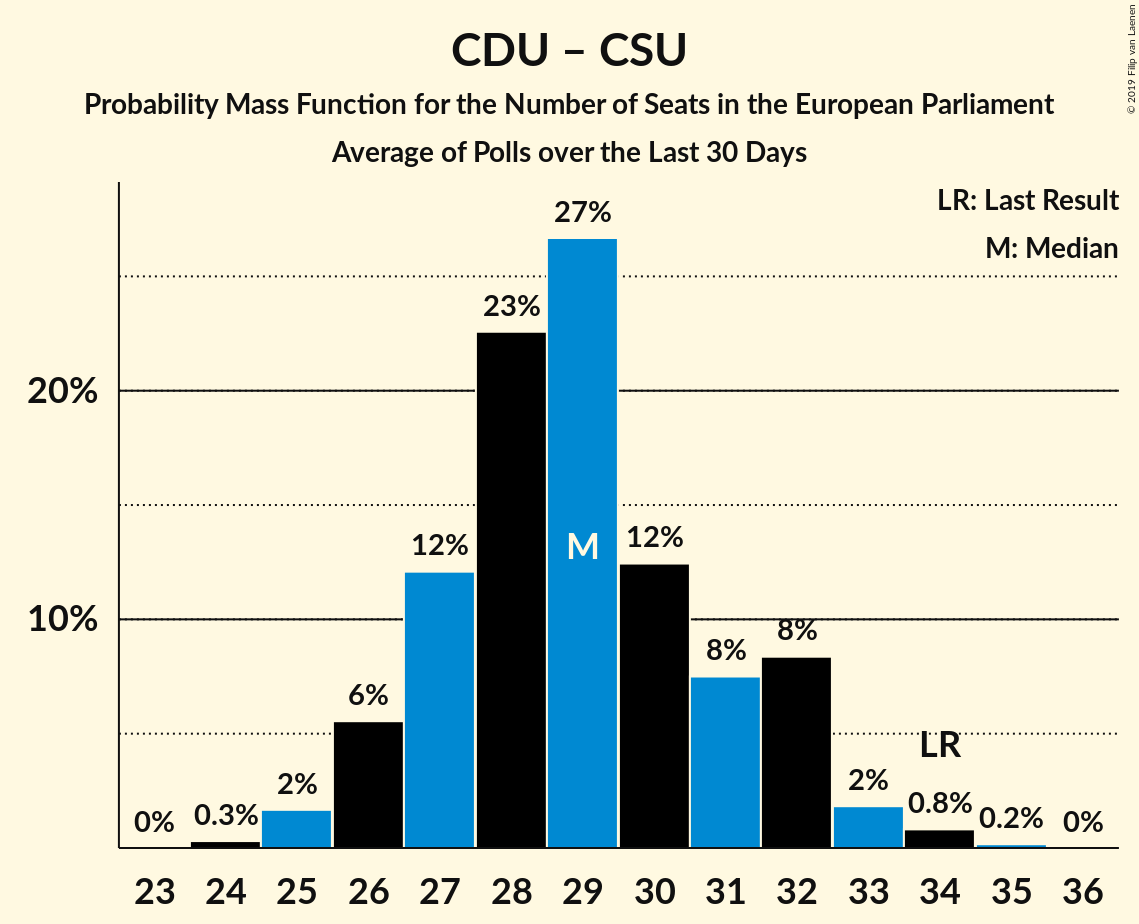 CDU – CSU
Probability Mass Function for the Number of Seats in the European Parliament
Average of Polls over the Last 30 Days
© 2019 Filip van Laenen
LR: Last Result
M: Median
27%
23%
20%
12%
M
12%
10%
8%
8%
6%
LR
2%
2%
0%
0.3%
0.8%
0.2%
0%
23 24 25 26 27 28 29 30 31 32 33 34 35 36